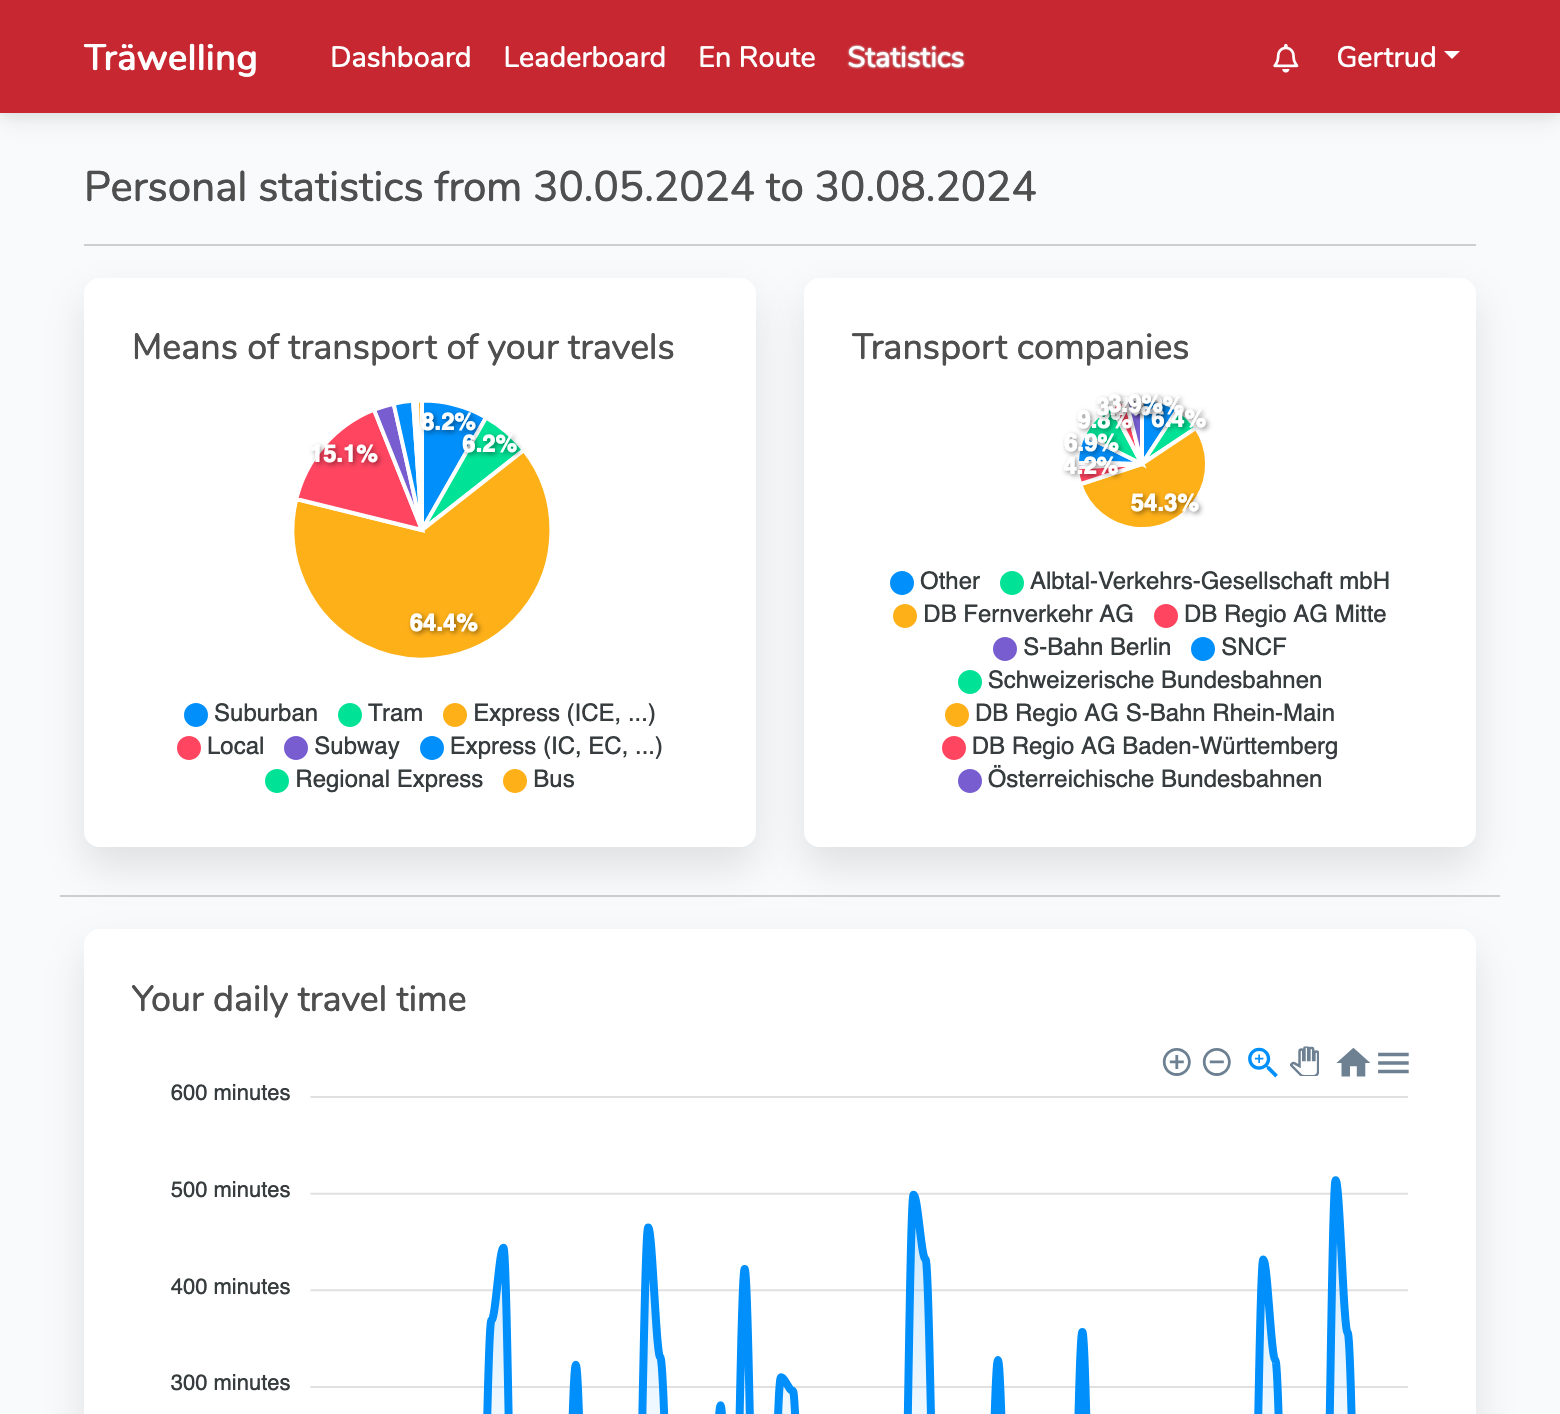 Träwelling Dashboard Leaderboard En Route Statistics Gertrud
Personal statistics from 30.05.2024 to 30.08.2024
Means of transport of your travels
8.2%
6.2%
15.1%
64.4%
Suburban Tram Express (ICE, ...)
Local Subway Express (IC, EC, ...)
Regional Express Bus
Transport companies
6.4%
9.8%
6.9%
4.2%
54.3%
Other Albtal-Verkehrs-Gesellschaft mbH
DB Fernverkehr AG DB Regio AG Mitte
S-Bahn Berlin SNCF
Schweizerische Bundesbahnen
DB Regio AG S-Bahn Rhein-Main
DB Regio AG Baden-Württemberg
Österreichische Bundesbahnen
Your daily travel time
600 minutes
500 minutes
400 minutes
300 minutes